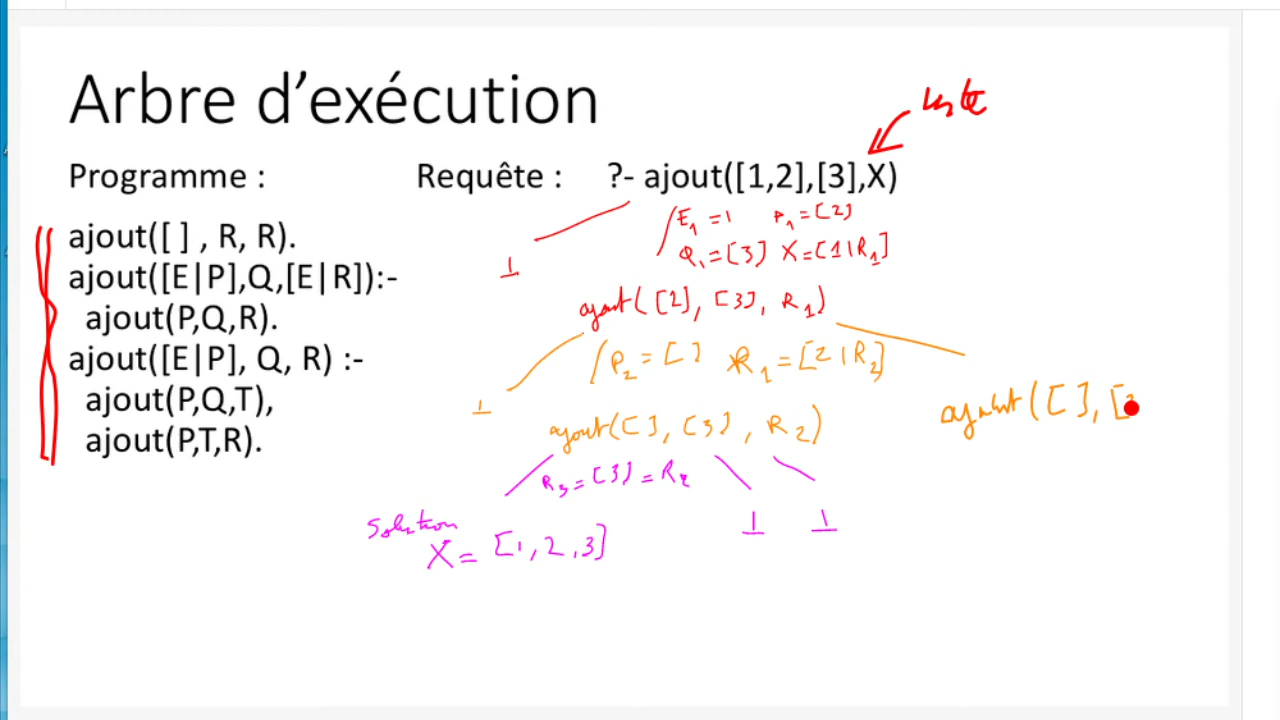 Arbre d'exécution
Programme : Requête : ?- ajout([1,2],[3],X)
ajout([ ] , R, R).
ajout([E|P],Q,[E|R]):-
ajout(P,Q,R).
ajout([E|P], Q, R) :-
ajout(P,Q,T),
ajout(P,T,R).
E₁ = 1 P₁ = [2]
Q₁ = [3] X = [1|R₁]
⊥
ajout([2], [3], R₁)
P₂ = [] R₁ = [2|R₂]
⊥
ajout([], [
ajout([], [3], R₂)
R₃ = [3] = R₂
Solution
X = [1, 2, 3]
⊥ ⊥